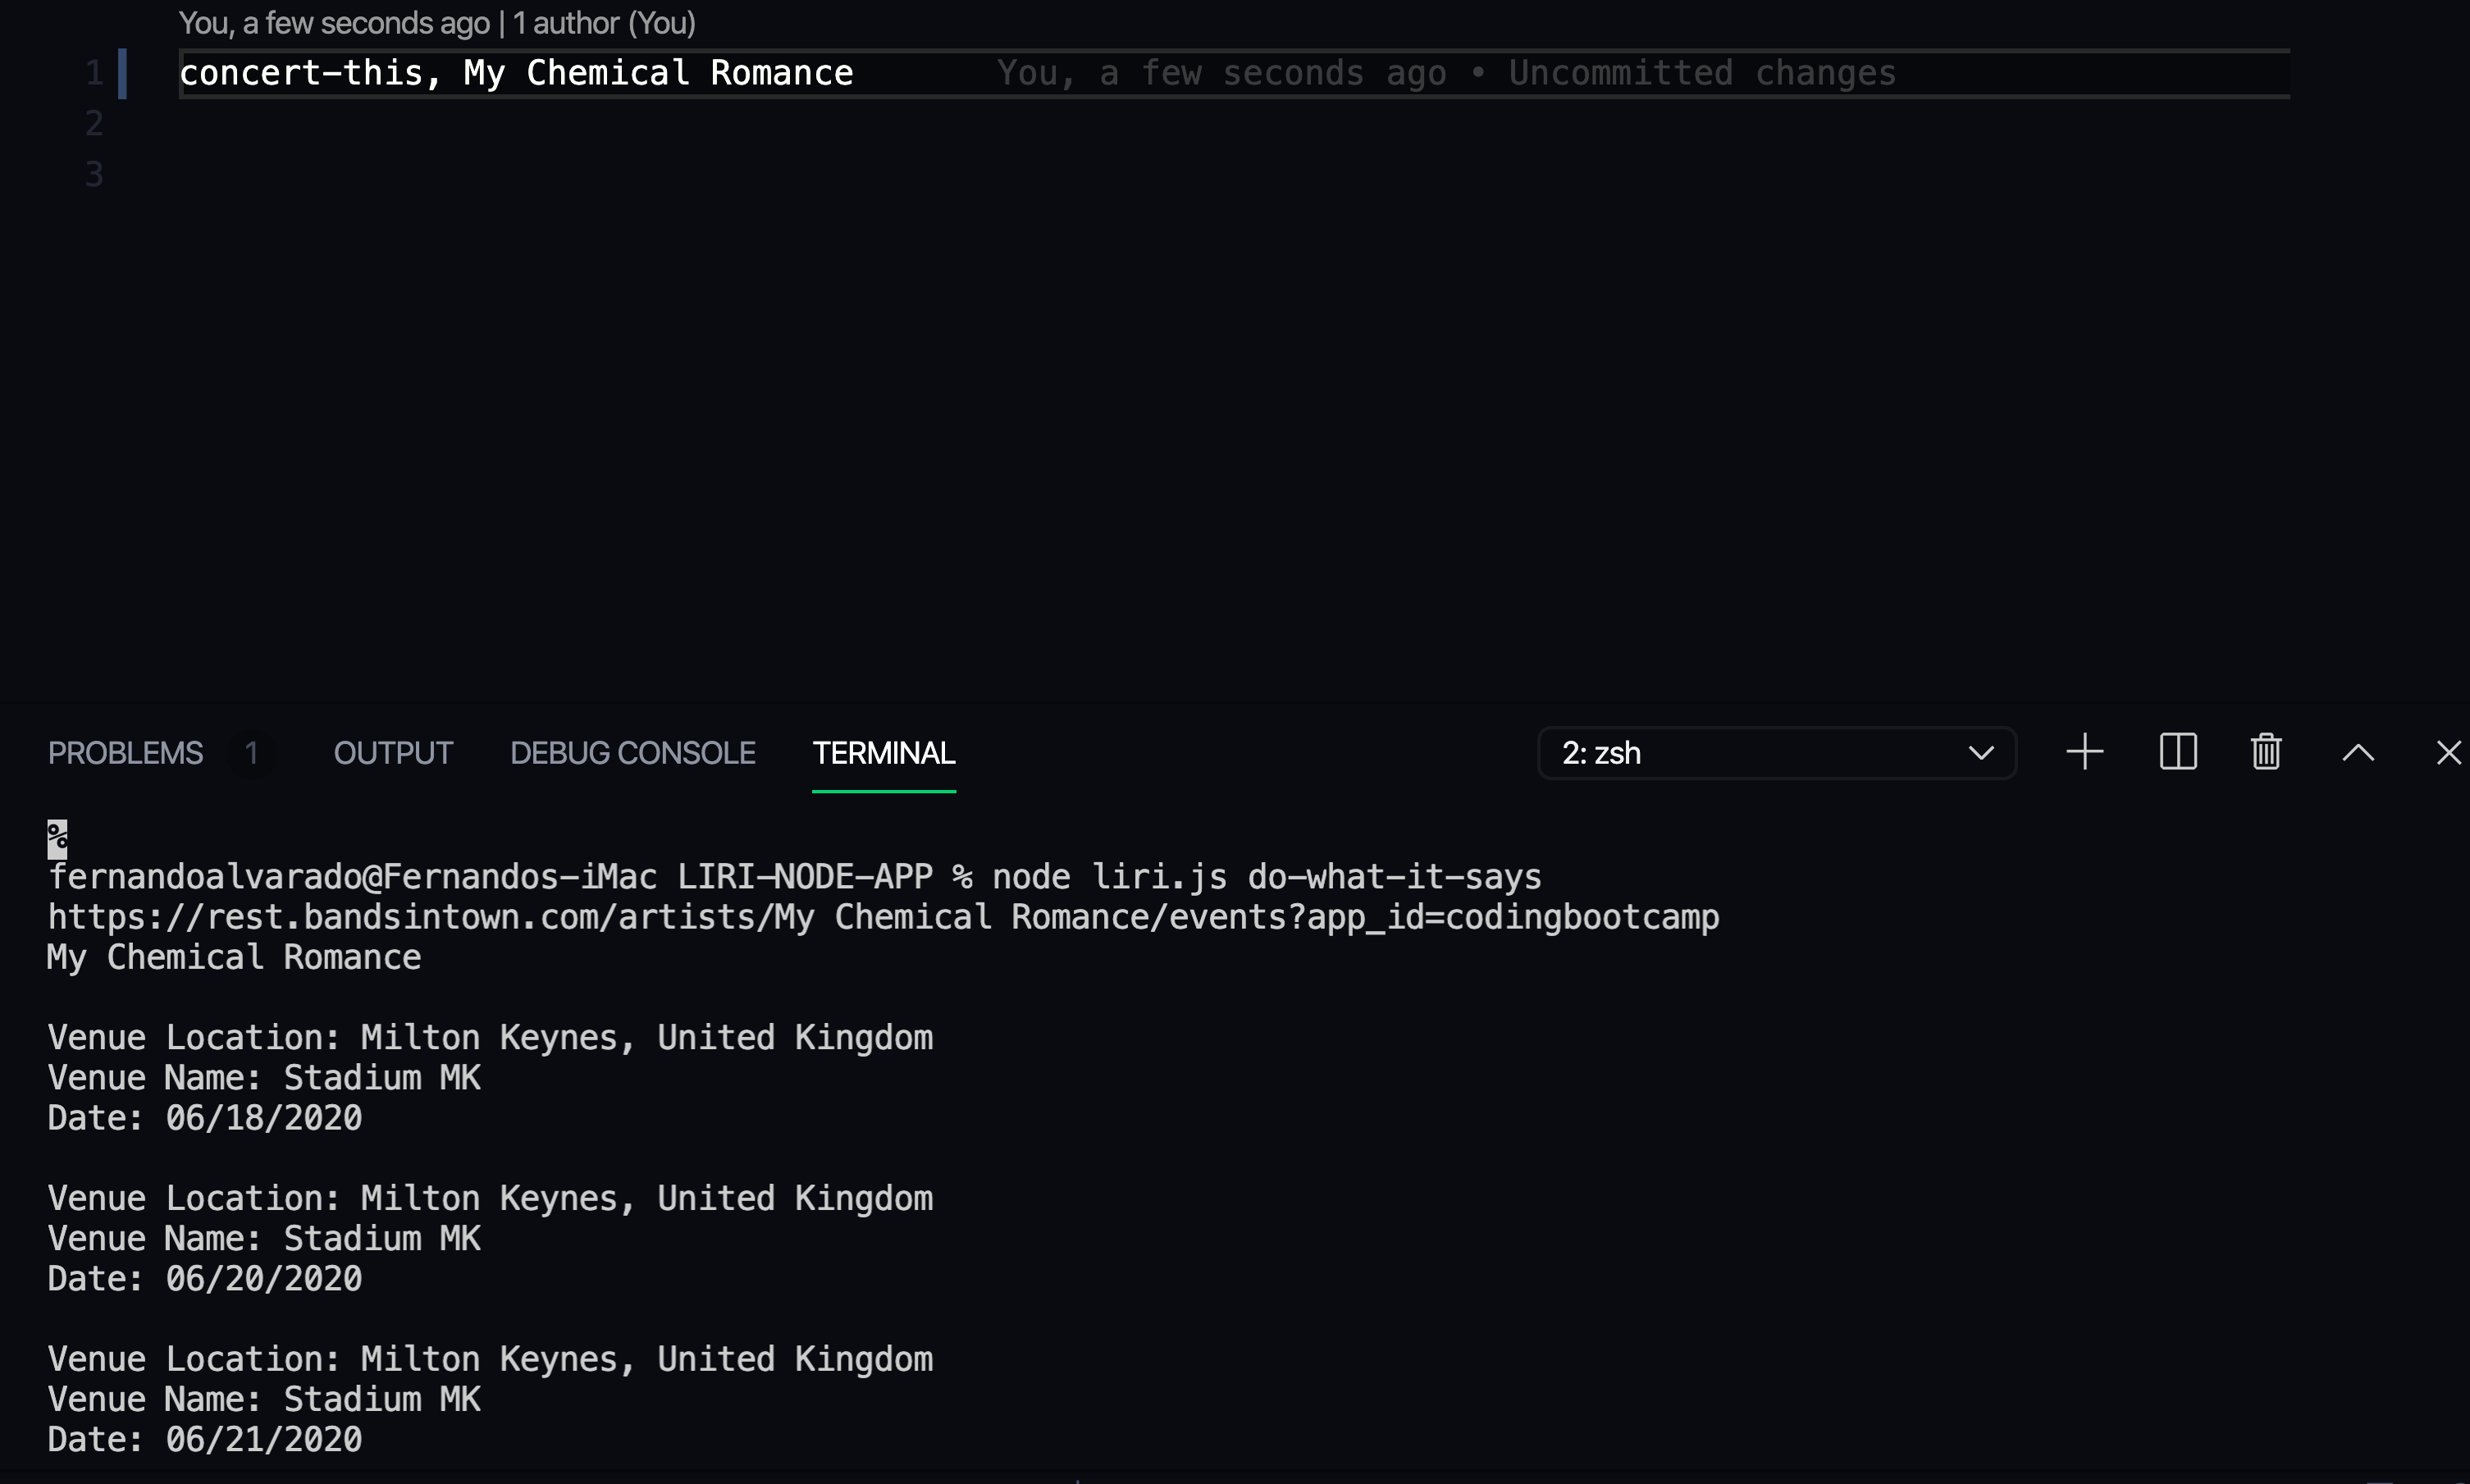 You, a few seconds ago | 1 author (You)
1 concert-this, My Chemical Romance You, a few seconds ago • Uncommitted changes
2
3
PROBLEMS 1 OUTPUT DEBUG CONSOLE TERMINAL 2: zsh
%
fernandoalvarado@Fernandos-iMac LIRI-NODE-APP % node liri.js do-what-it-says
https://rest.bandsintown.com/artists/My Chemical Romance/events?app_id=codingbootcamp
My Chemical Romance
Venue Location: Milton Keynes, United Kingdom
Venue Name: Stadium MK
Date: 06/18/2020
Venue Location: Milton Keynes, United Kingdom
Venue Name: Stadium MK
Date: 06/20/2020
Venue Location: Milton Keynes, United Kingdom
Venue Name: Stadium MK
Date: 06/21/2020